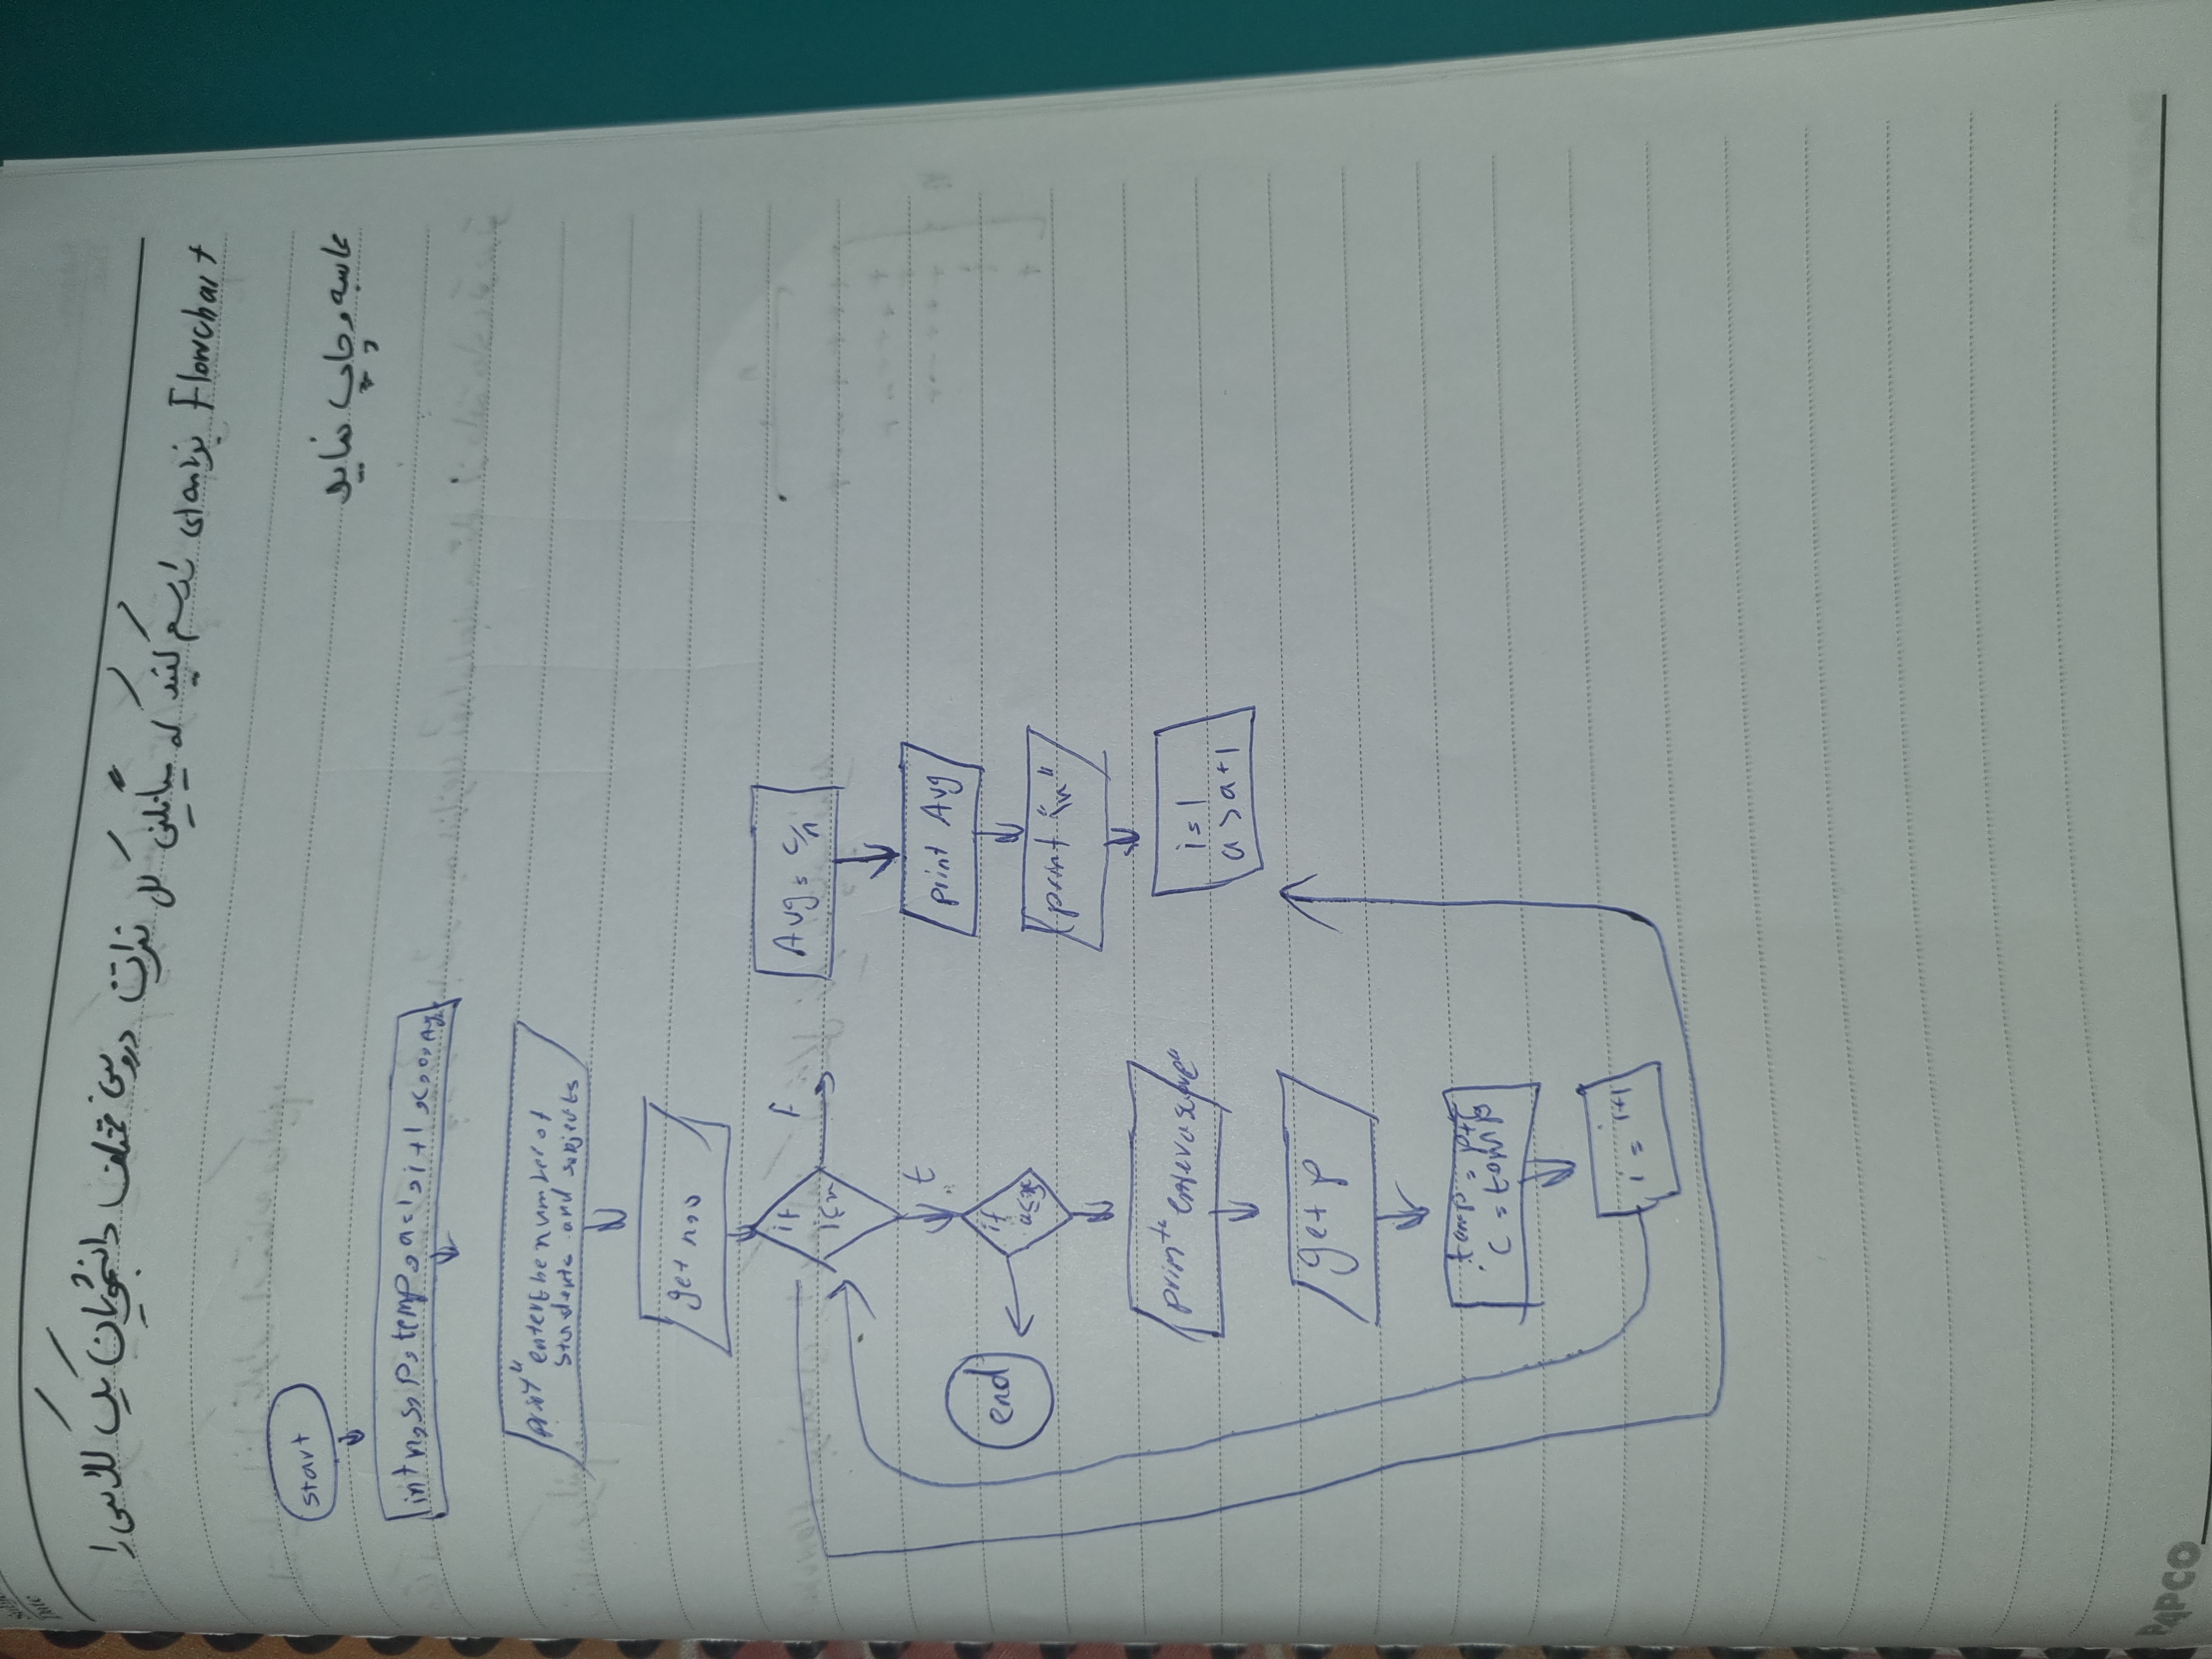 Date
Flowchart برنامه‌ای را رسم کنید که میانگین کل نمرات دروس مختلف دانشجویان یک کلاس را
محاسبه و چاپ نماید
start
int n, s, p, temp, a=1, i+1, c, 0, Avg
print "enter the number of
students and subjects
get n,
if
i≤n
F
t
Avg = c/n
print Avg
print "\n"
i=1
a=a+1
if
end
print "enter a score"
get p
temp = p+c
c = temp
i = i+1
PAPCO